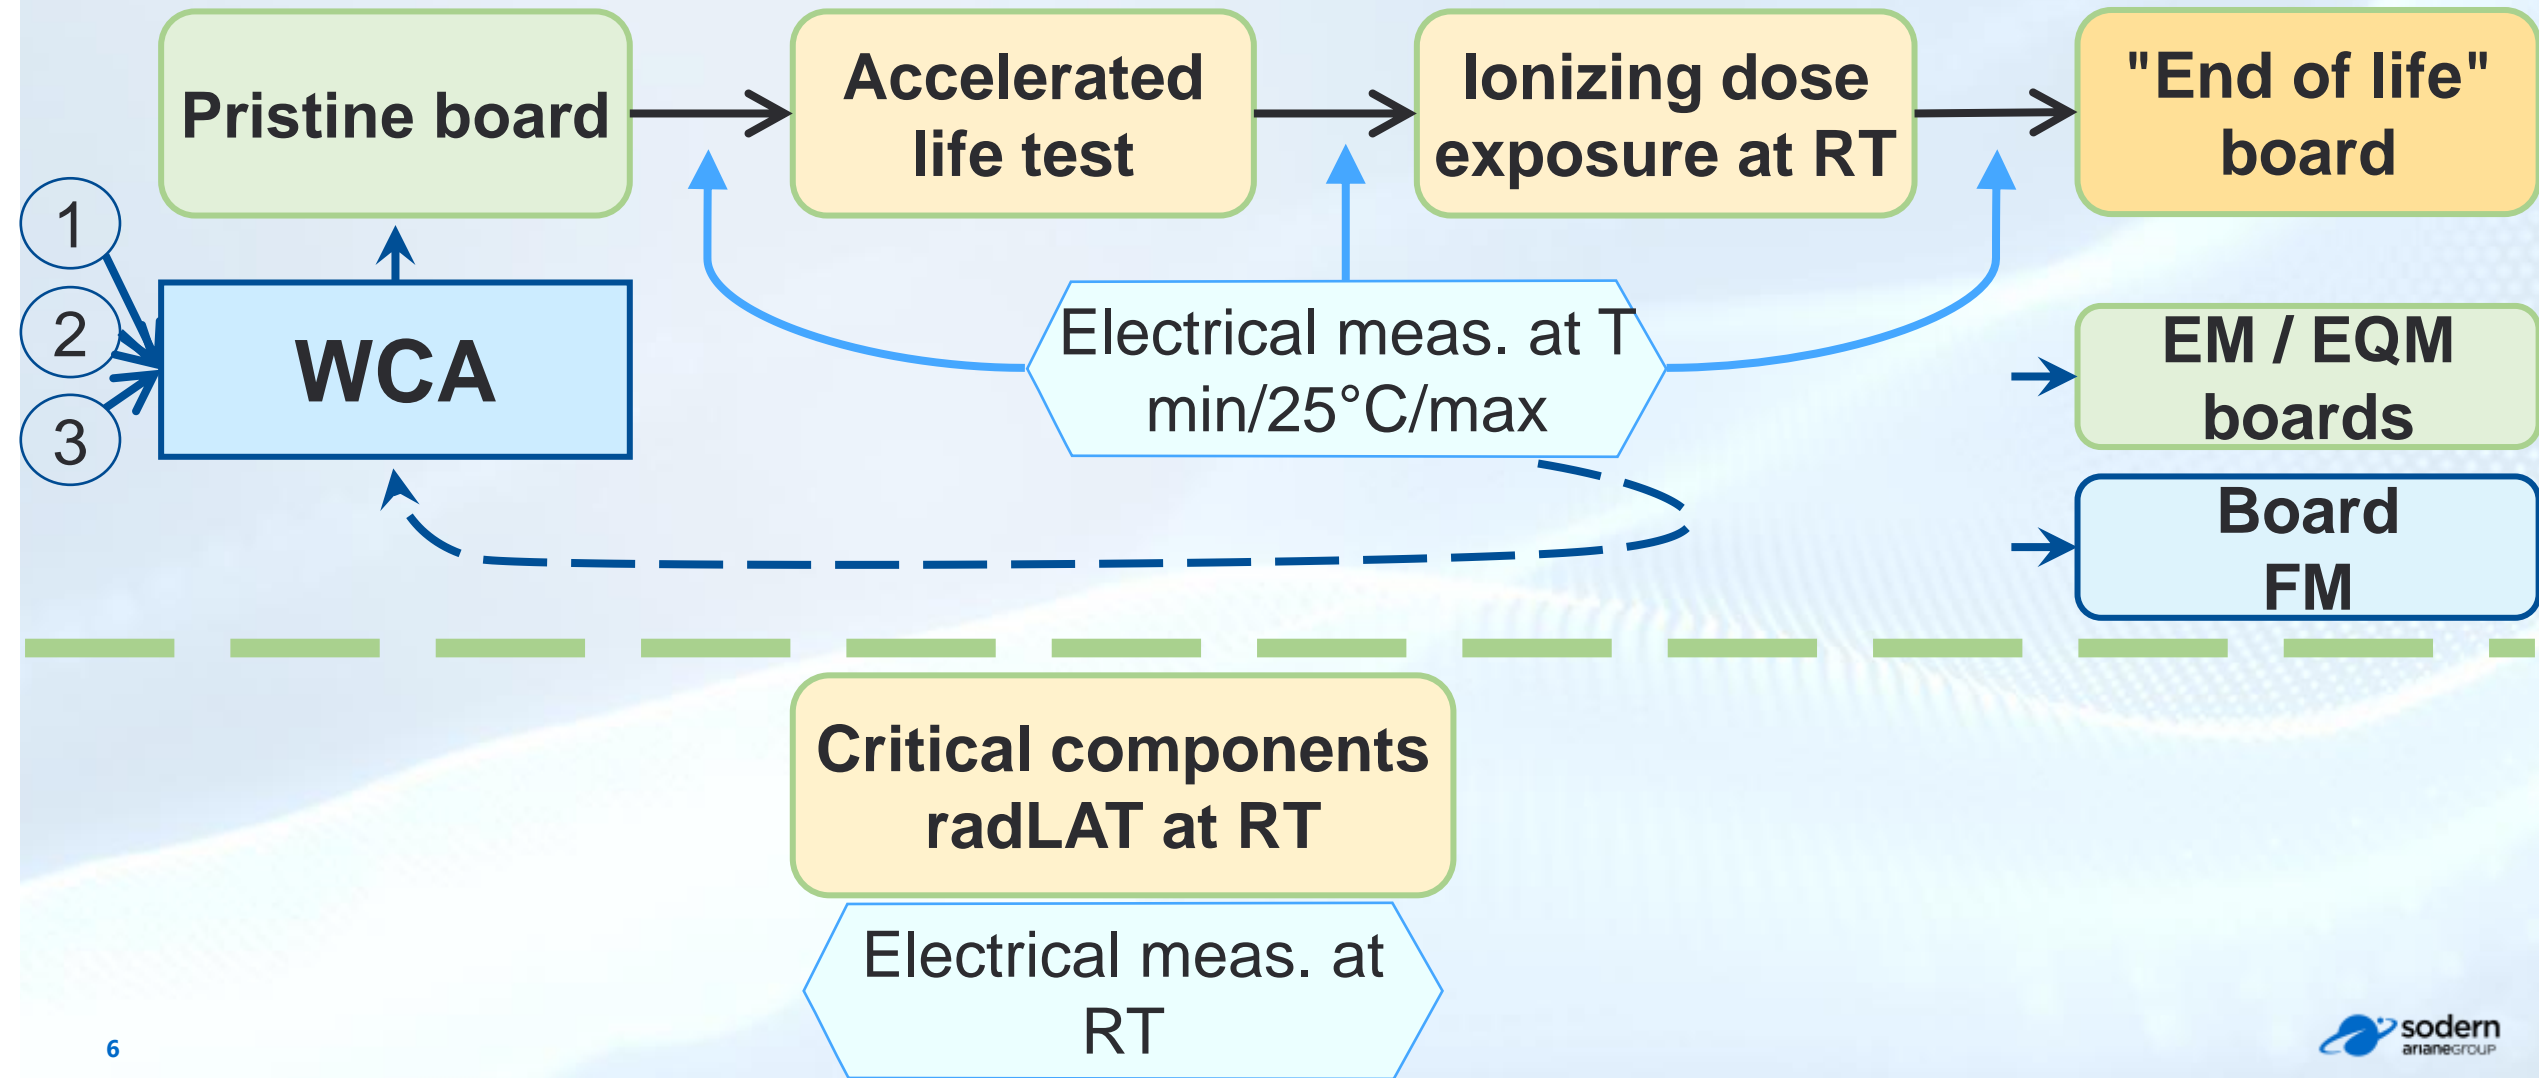 Pristine board
Accelerated
life test
Ionizing dose
exposure at RT
"End of life"
board
1
2
3
WCA
Electrical meas. at T
min/25°C/max
EM / EQM
boards
Board
FM
Critical components
radLAT at RT
Electrical meas. at
RT
6
sodern
arianeGROUP